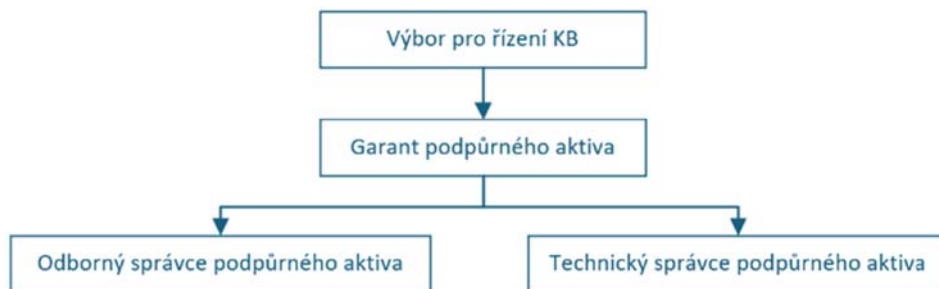 Výbor pro řízení KB
Garant podpůrného aktiva
Odborný správce podpůrného aktiva
Technický správce podpůrného aktiva